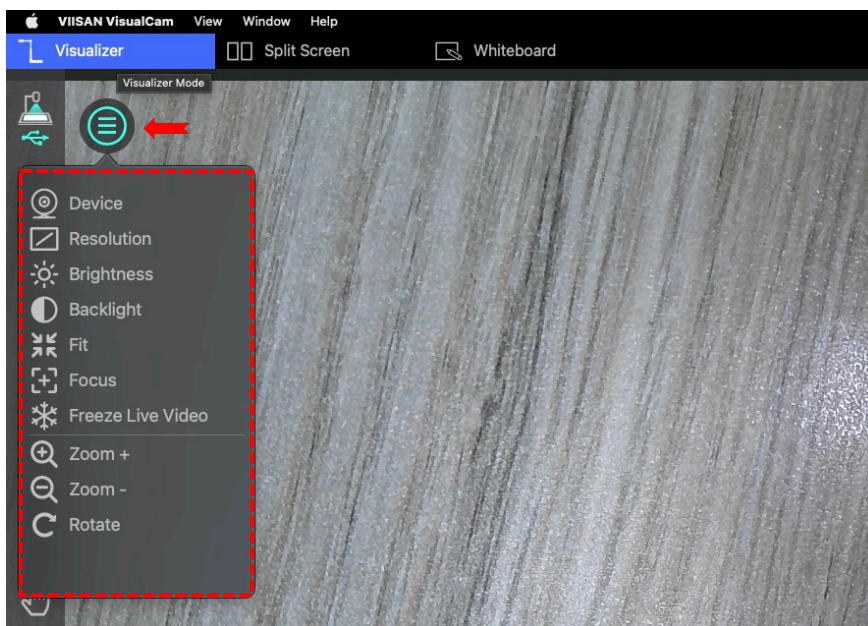 VIISAN VisualCam View Window Help
Visualizer Split Screen Whiteboard
Visualizer Mode
Device
Resolution
Brightness
Backlight
Fit
Focus
Freeze Live Video
Zoom +
Zoom -
Rotate